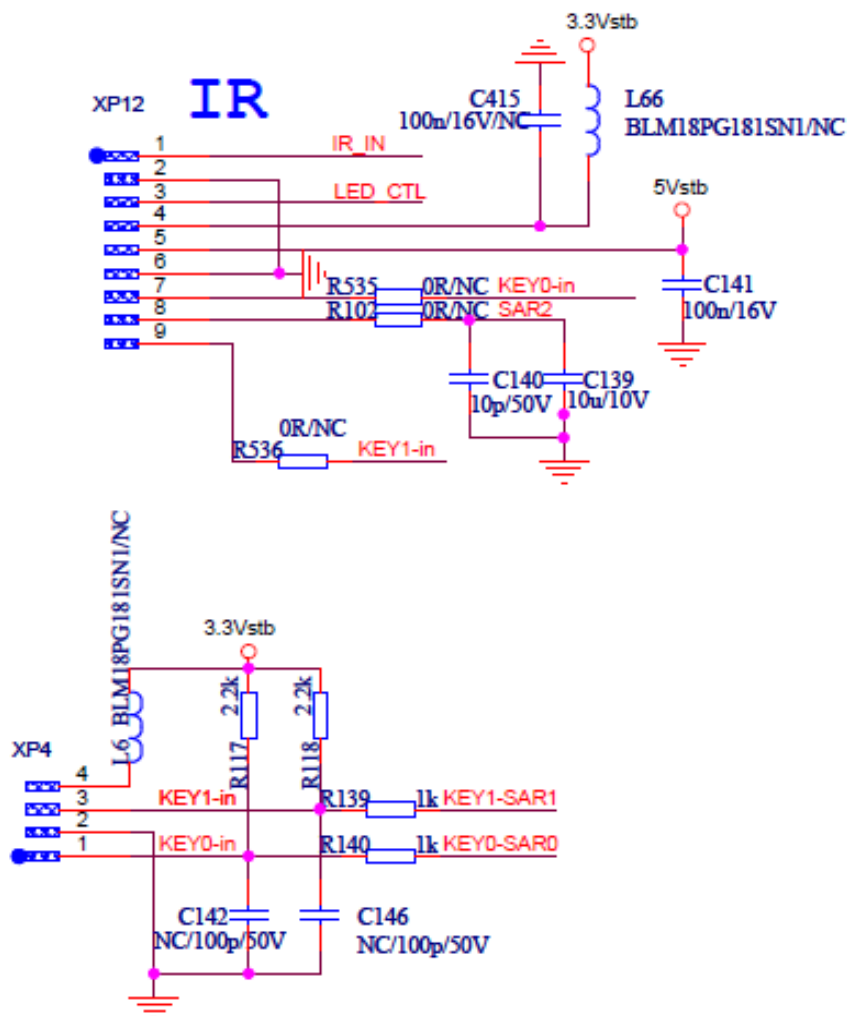 3.3Vstb
XP12
IR
C415
100n/16V/NC
L66
BLM18PG181SN1/NC
1
IR_IN
2
3
LED_CTL
4
5
5Vstb
6
7
R535
0R/NC
KEY0-in
C141
100n/16V
8
R102
0R/NC
SAR2
9
C140
10p/50V
C139
10u/10V
0R/NC
R536
KEY1-in
L6 BLM18PG181SN1/NC
3.3Vstb
2.2k
R117
2.2k
R118
XP4
4
3
KEY1-in
R139
1k
KEY1-SAR1
2
1
KEY0-in
R140
1k
KEY0-SAR0
C142
NC/100p/50V
C146
NC/100p/50V